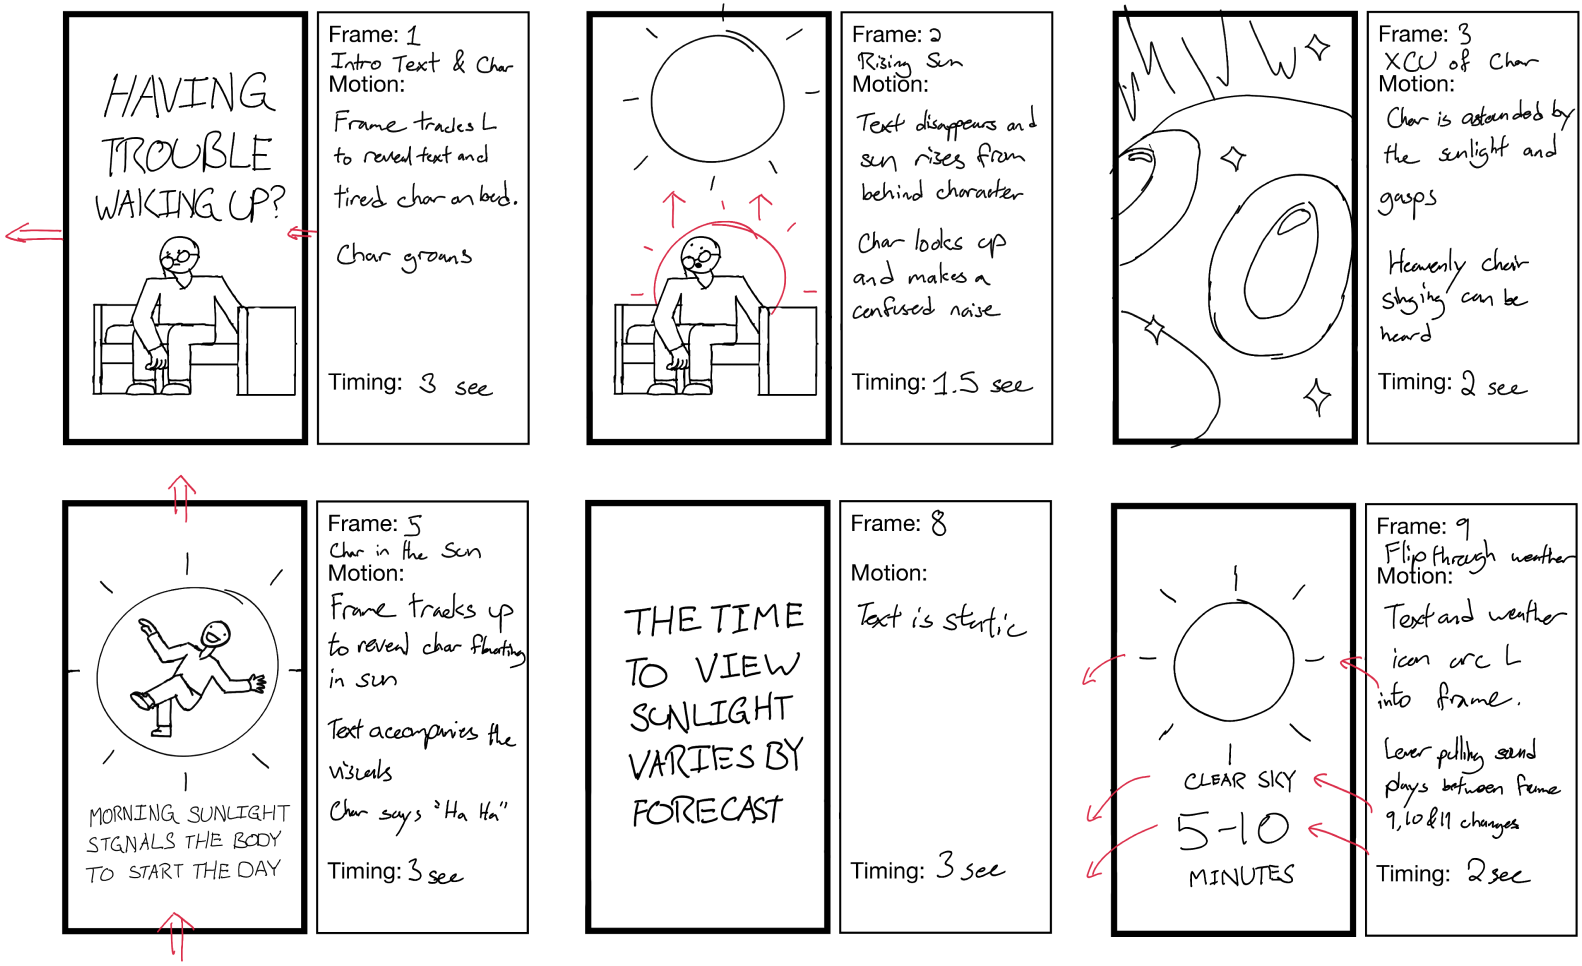 HAVING
TROUBLE
WAKING UP?
Frame: 1
Intro Text & Char
Motion:
Frame tracks L
to reveal text and
tired char on bed.
Char groans
Timing: 3 sec
Frame: 2
Rising Sun
Motion:
Text disappears and
sun rises from
behind character
Char looks up
and makes a
confused noise
Timing: 1.5 sec
Frame: 3
XCU of Char
Motion:
Char is astounded by
the sunlight and
gasps
Heavenly choir
singing can be
heard
Timing: 2 sec
MORNING SUNLIGHT
SIGNALS THE BODY
TO START THE DAY
Frame: 5
Char in the Sun
Motion:
Frame tracks up
to reveal char floating
in sun
Text accompanies the
visuals
Char says "Ha Ha"
Timing: 3 sec
THE TIME
TO VIEW
SUNLIGHT
VARIES BY
FORECAST
Frame: 8
Motion:
Text is static
Timing: 3 sec
CLEAR SKY
5-10
MINUTES
Frame: 9
Flip through weather
Motion:
Text and weather
icon arc L
into frame.
Lever pulling sound
plays between frame
9, 10 & 11 changes
Timing: 2 sec